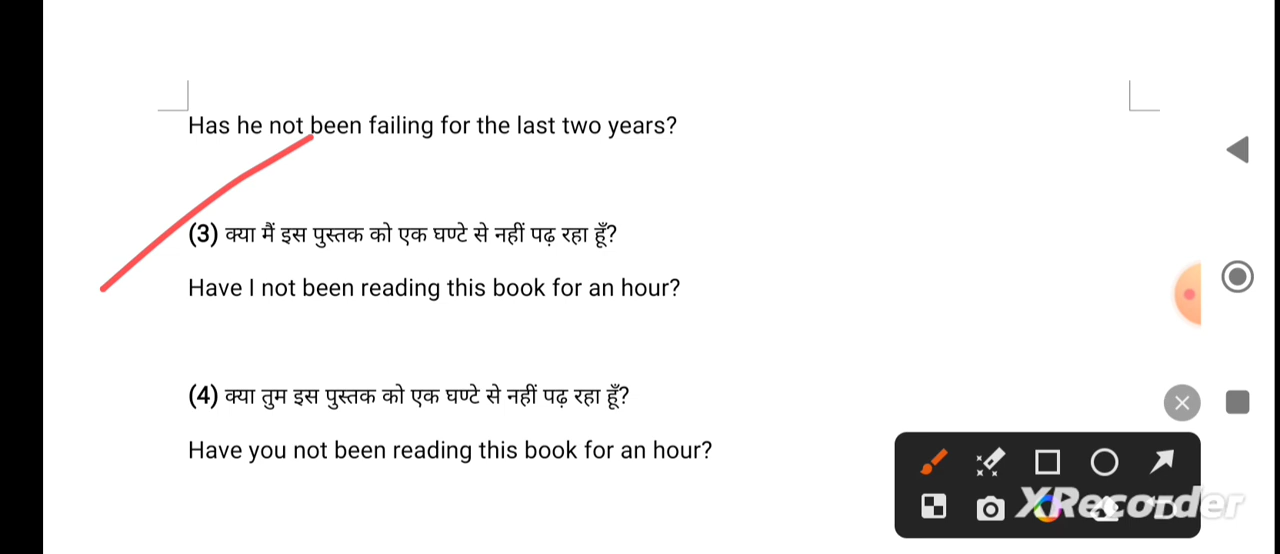 Has he not been failing for the last two years?
(3) क्या मैं इस पुस्तक को एक घण्टे से नहीं पढ़ रहा हूँ?
Have I not been reading this book for an hour?
(4) क्या तुम इस पुस्तक को एक घण्टे से नहीं पढ़ रहा हूँ?
Have you not been reading this book for an hour?
XRecorder